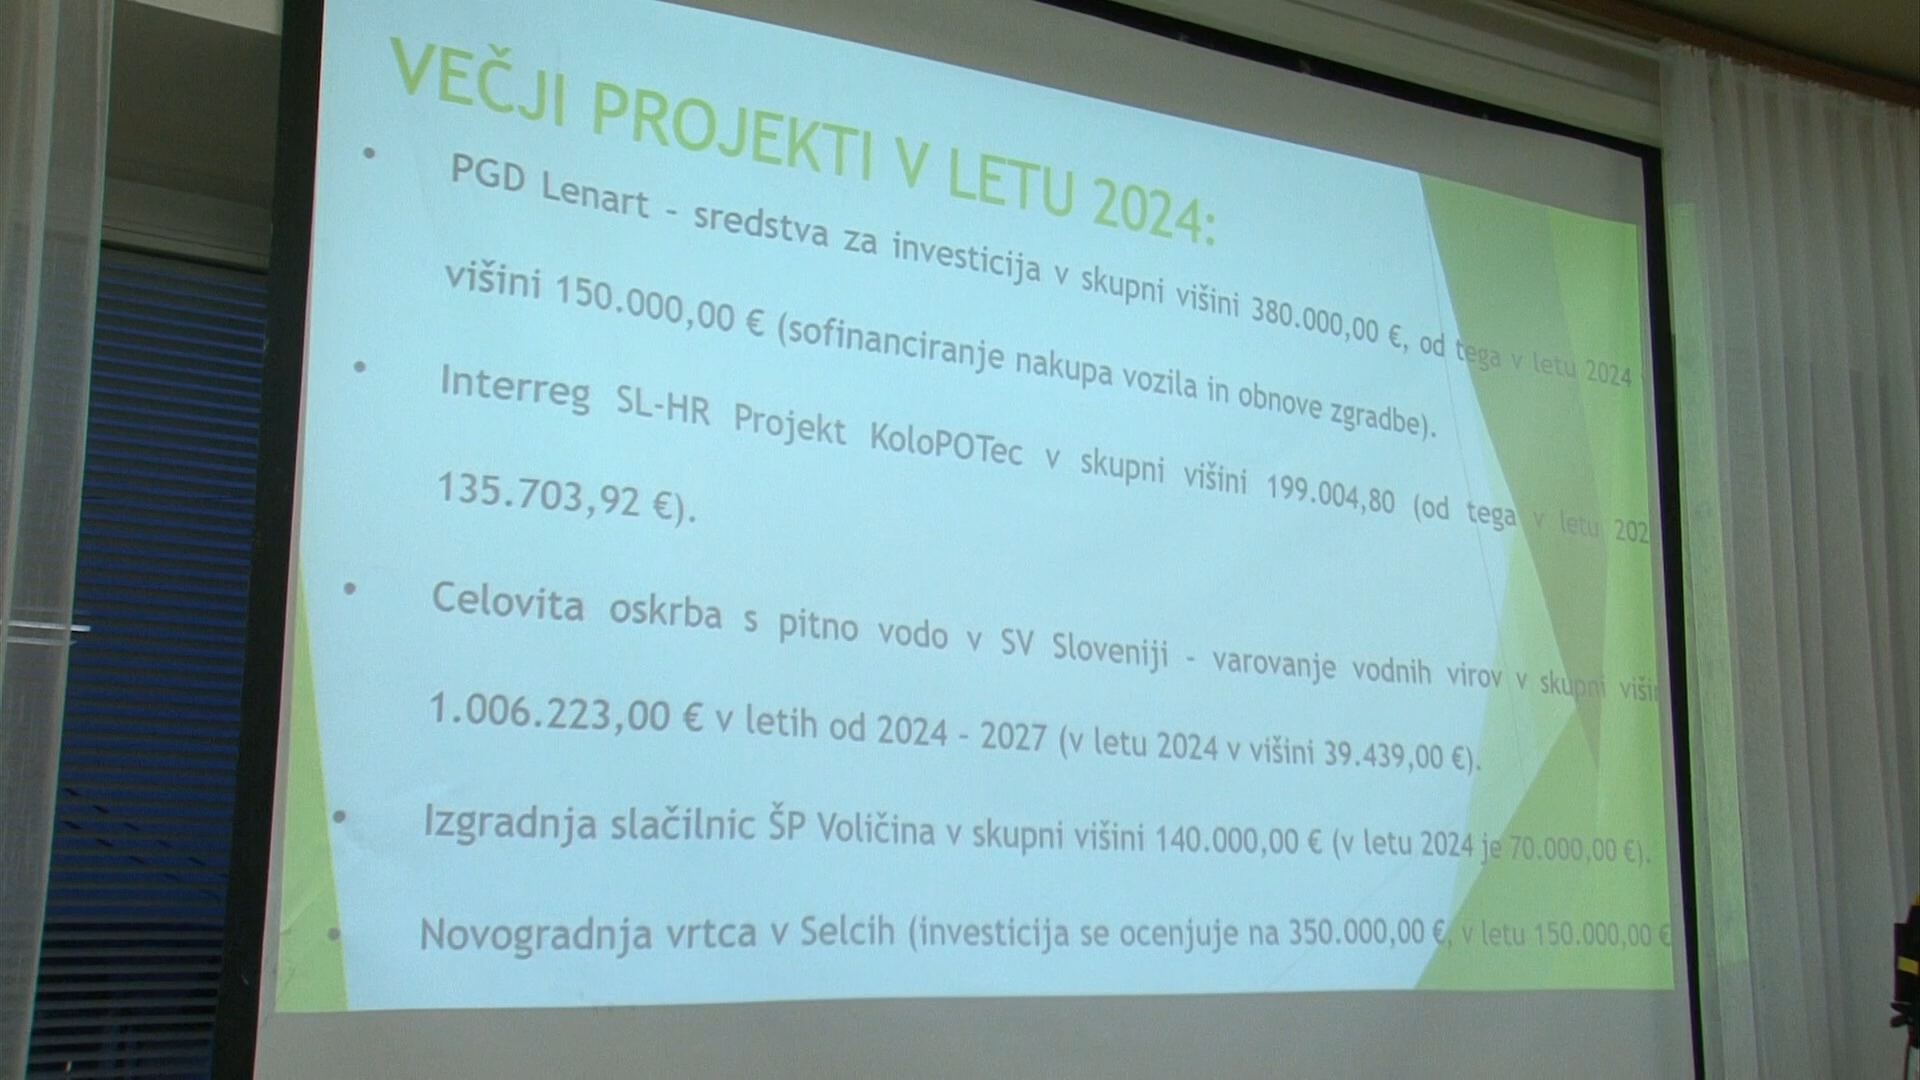 VEČJI PROJEKTI V LETU 2024:
• PGD Lenart - sredstva za investicija v skupni višini 380.000,00 €, od tega v letu 2024
višini 150.000,00 € (sofinanciranje nakupa vozila in obnove zgradbe).
• Interreg SL-HR Projekt KoloPOTec v skupni višini 199.004,80 (od tega v letu 202
135.703,92 €).
• Celovita oskrba s pitno vodo v SV Sloveniji - varovanje vodnih virov v skupni viši
1.006.223,00 € v letih od 2024 - 2027 (v letu 2024 v višini 39.439,00 €).
• Izgradnja slačilnic ŠP Voličina v skupni višini 140.000,00 € (v letu 2024 je 70.000,00 €).
• Novogradnja vrtca v Selcih (investicija se ocenjuje na 350.000,00 €, v letu 150.000,00 €